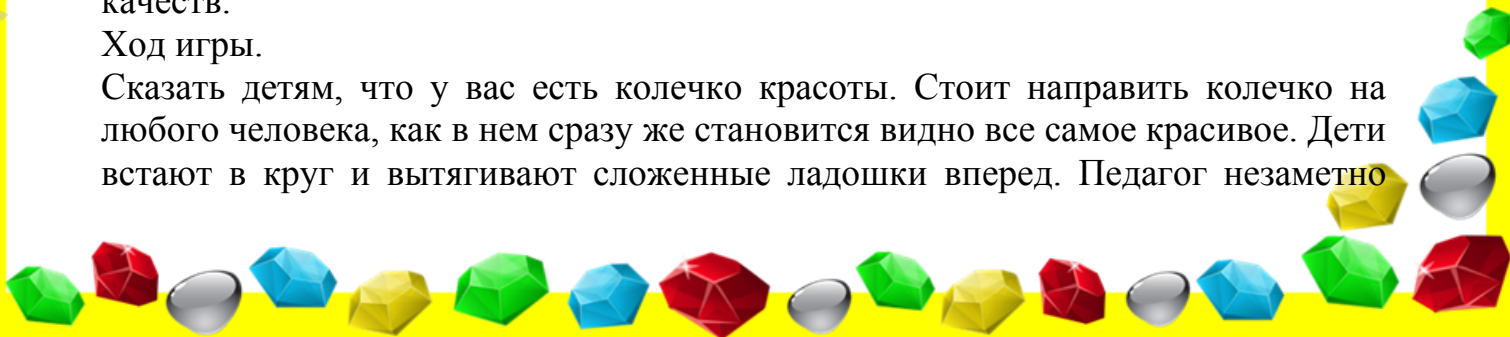 качеств.
Ход игры.
Сказать детям, что у вас есть колечко красоты. Стоит направить колечко на
любого человека, как в нем сразу же становится видно все самое красивое. Дети
встают в круг и вытягивают сложенные ладошки вперед. Педагог незаметно